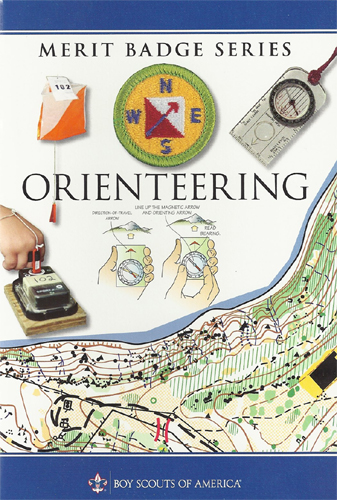 MERIT BADGE SERIES
102
N
W E
S
ORIENTEERING
LINE UP THE MAGNETIC ARROW
AND ORIENTING ARROW
DIRECTION-OF-TRAVEL
ARROW
READ
BEARING
102
BOY SCOUTS OF AMERICA®